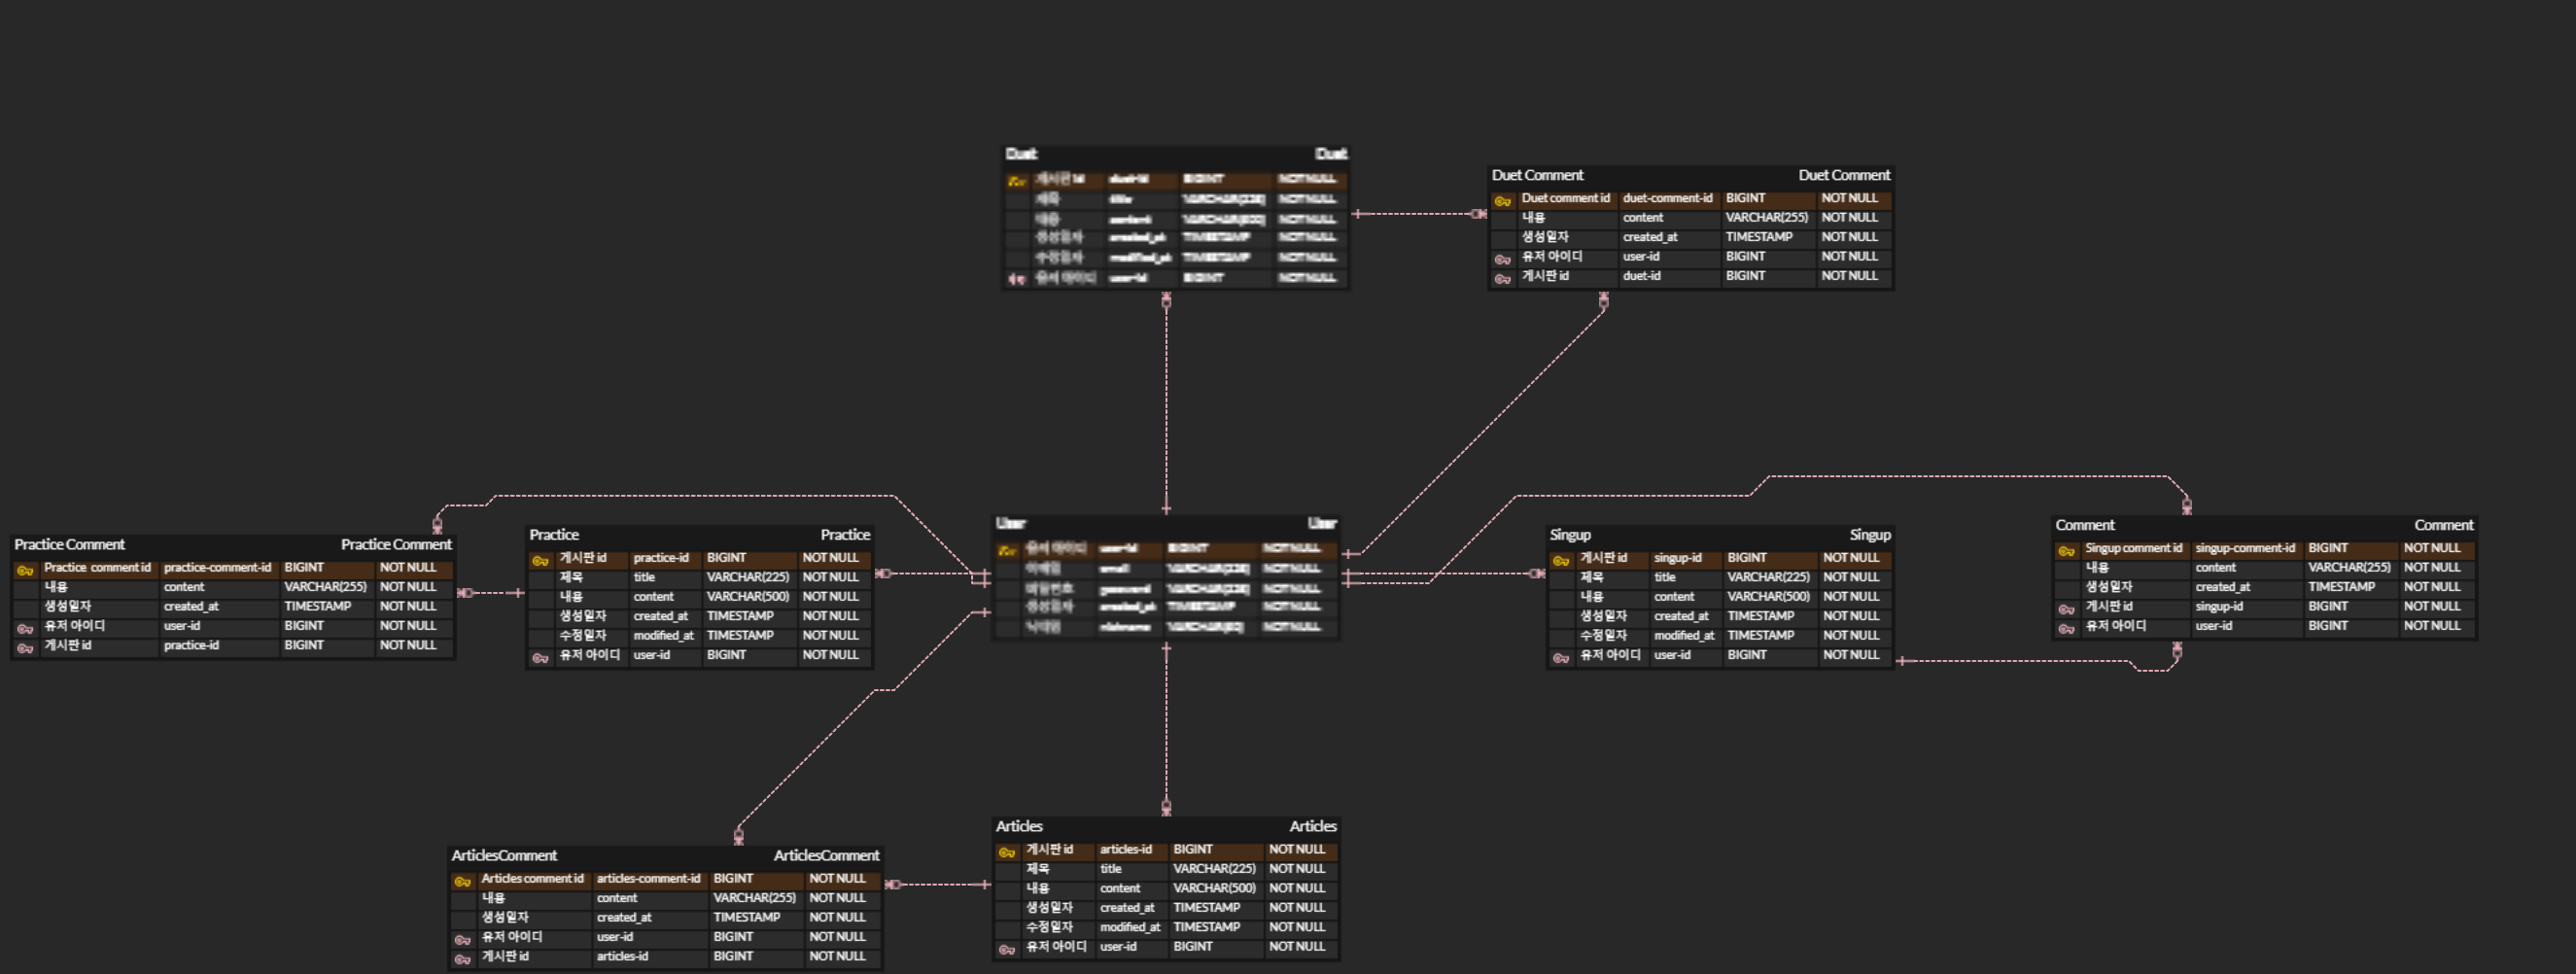 Duet Duet
게시판 id duet-id BIGINT NOT NULL
제목 title NOT NULL
내용 content NOT NULL
생성일자 created_at TIMESTAMP NOT NULL
수정일자 modified_at TIMESTAMP NOT NULL
유저 아이디 user-id BIGINT NOT NULL
Duet Comment Duet Comment
Duet comment id duet-comment-id BIGINT NOT NULL
내용 content VARCHAR(255) NOT NULL
생성일자 created_at TIMESTAMP NOT NULL
유저 아이디 user-id BIGINT NOT NULL
게시판 id duet-id BIGINT NOT NULL
Practice Comment Practice Comment
Practice comment id practice-comment-id BIGINT NOT NULL
내용 content VARCHAR(255) NOT NULL
생성일자 created_at TIMESTAMP NOT NULL
유저 아이디 user-id BIGINT NOT NULL
게시판 id practice-id BIGINT NOT NULL
Practice Practice
게시판 id practice-id BIGINT NOT NULL
제목 title VARCHAR(225) NOT NULL
내용 content VARCHAR(500) NOT NULL
생성일자 created_at TIMESTAMP NOT NULL
수정일자 modified_at TIMESTAMP NOT NULL
유저 아이디 user-id BIGINT NOT NULL
User User
유저 아이디 user-id BIGINT NOT NULL
이메일 email NOT NULL
비밀번호 password NOT NULL
생성일자 created_at TIMESTAMP NOT NULL
닉네임 nickname NOT NULL
Singup Singup
게시판 id singup-id BIGINT NOT NULL
제목 title VARCHAR(225) NOT NULL
내용 content VARCHAR(500) NOT NULL
생성일자 created_at TIMESTAMP NOT NULL
수정일자 modified_at TIMESTAMP NOT NULL
유저 아이디 user-id BIGINT NOT NULL
Comment Comment
Singup comment id singup-comment-id BIGINT NOT NULL
내용 content VARCHAR(255) NOT NULL
생성일자 created_at TIMESTAMP NOT NULL
게시판 id singup-id BIGINT NOT NULL
유저 아이디 user-id BIGINT NOT NULL
ArticlesComment ArticlesComment
Articles comment id articles-comment-id BIGINT NOT NULL
내용 content VARCHAR(255) NOT NULL
생성일자 created_at TIMESTAMP NOT NULL
유저 아이디 user-id BIGINT NOT NULL
게시판 id articles-id BIGINT NOT NULL
Articles Articles
게시판 id articles-id BIGINT NOT NULL
제목 title VARCHAR(225) NOT NULL
내용 content VARCHAR(500) NOT NULL
생성일자 created_at TIMESTAMP NOT NULL
수정일자 modified_at TIMESTAMP NOT NULL
유저 아이디 user-id BIGINT NOT NULL